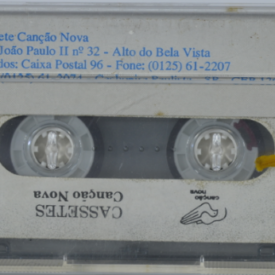 ete Canção Nova
João Paulo II nº 32 - Alto do Bela Vista
dos: Caixa Postal 96 - Fone: (0125) 61-2207
CASSETES
Canção Nova
canção
nova